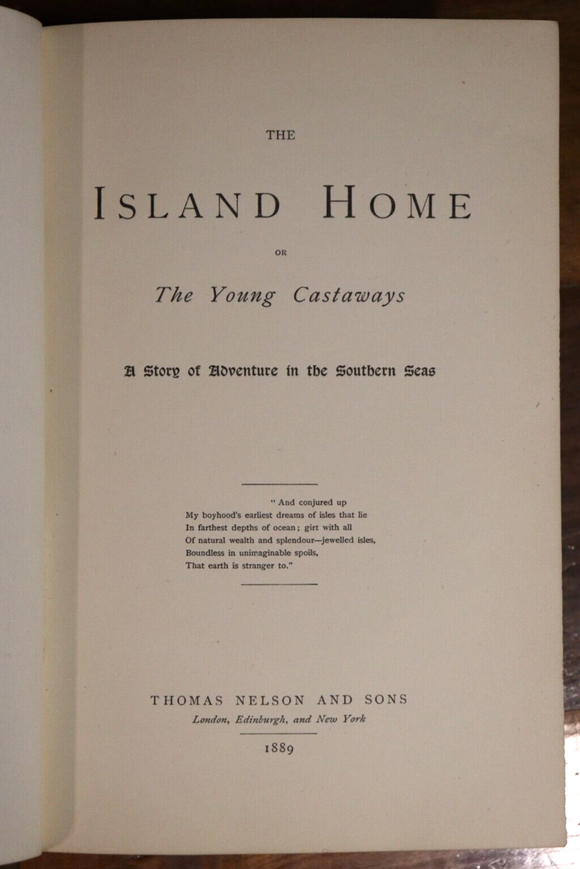 THE
ISLAND HOME
OR
The Young Castaways
A Story of Adventure in the Southern Seas
" And conjured up
My boyhood's earliest dreams of isles that lie
In farthest depths of ocean; girt with all
Of natural wealth and splendour—jewelled isles,
Boundless in unimaginable spoils,
That earth is stranger to."
THOMAS NELSON AND SONS
London, Edinburgh, and New York
1889